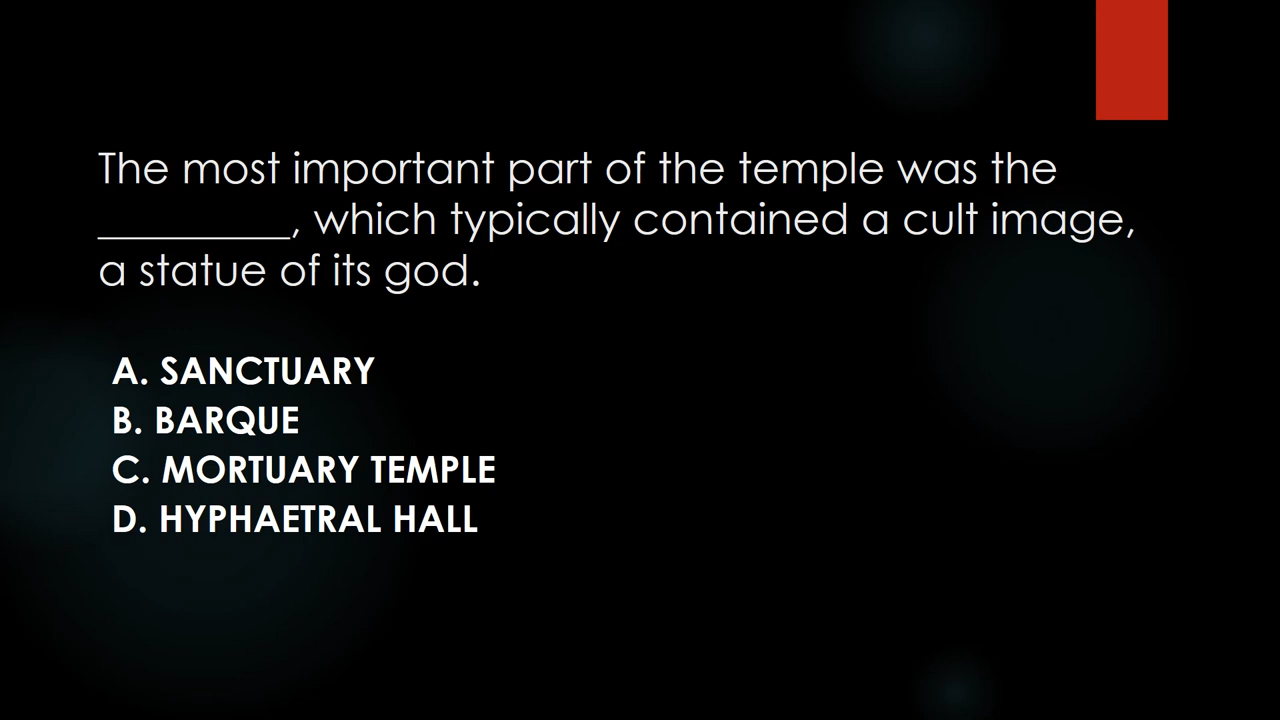 The most important part of the temple was the
_________, which typically contained a cult image,
a statue of its god.
A. SANCTUARY
B. BARQUE
C. MORTUARY TEMPLE
D. HYPHAETRAL HALL